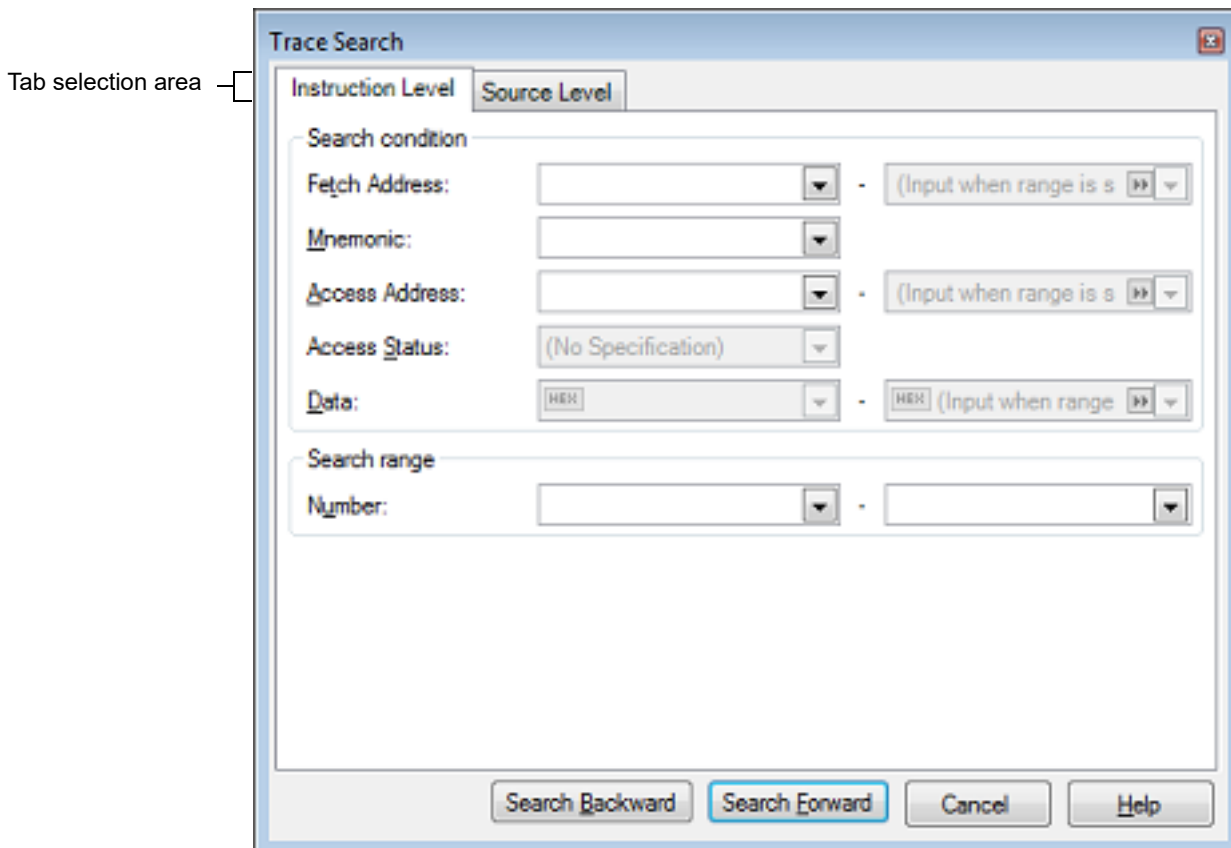 Trace Search
Tab selection area
Instruction Level Source Level
Search condition
Fetch Address: - (Input when range is s
Mnemonic:
Access Address: - (Input when range is s
Access Status: (No Specification)
Data: HEX - HEX (Input when range
Search range
Number: -
Search Backward Search Forward Cancel Help